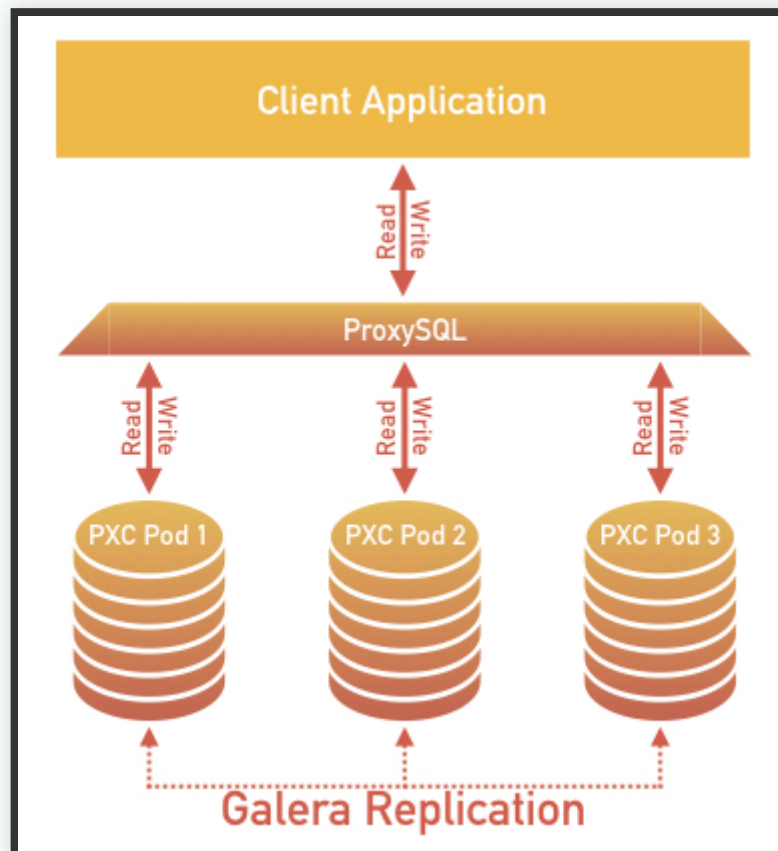 Client Application
Read
Write
ProxySQL
Read
Write
Read
Write
Read
Write
PXC Pod 1
PXC Pod 2
PXC Pod 3
Galera Replication